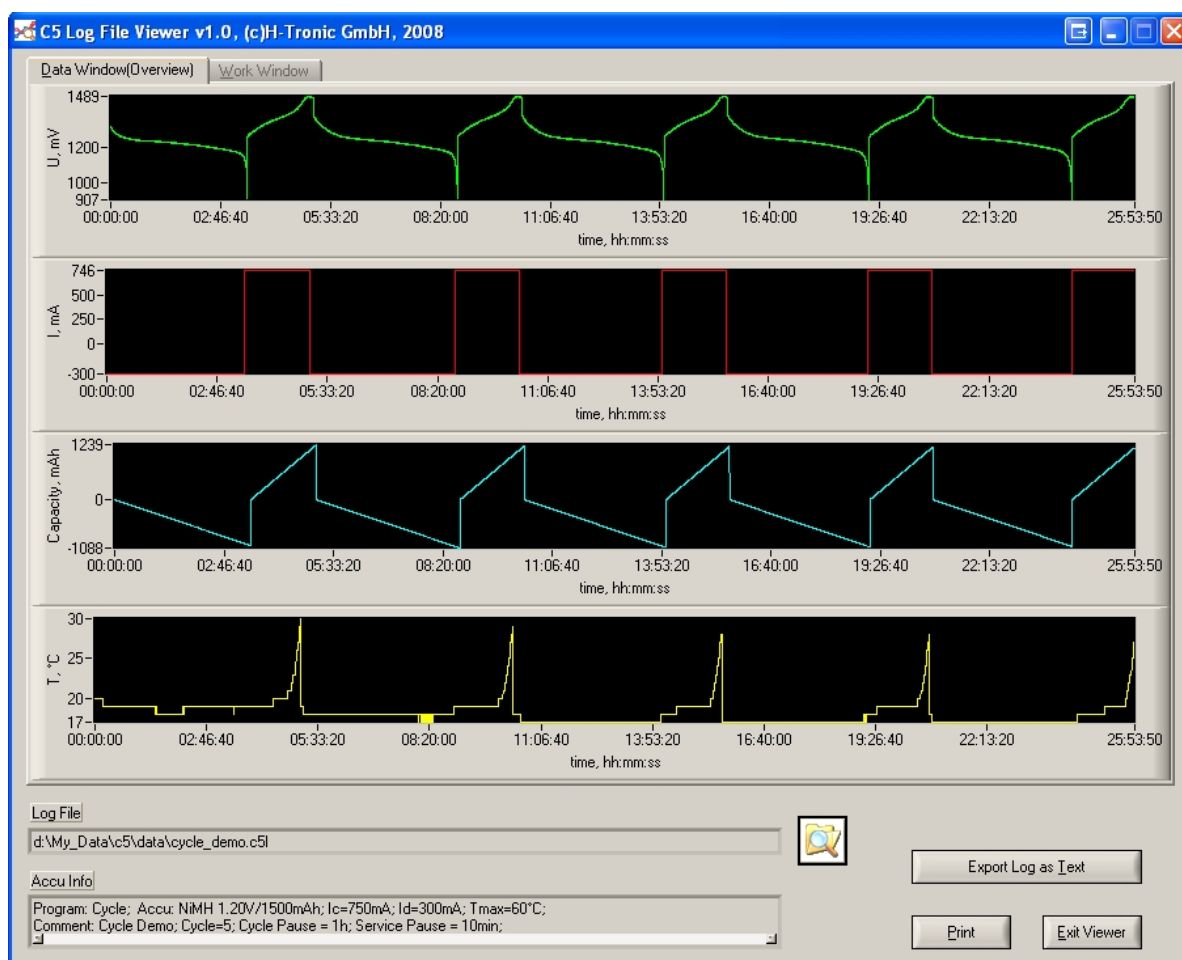 C5 Log File Viewer v1.0, (c)H-Tronic GmbH, 2008
Data Window(Overview) Work Window
1489
1200
1000
907
U, mV
00:00:00 02:46:40 05:33:20 08:20:00 11:06:40 13:53:20 16:40:00 19:26:40 22:13:20 25:53:50
time, hh:mm:ss
746
500
250
0
-300
I, mA
00:00:00 02:46:40 05:33:20 08:20:00 11:06:40 13:53:20 16:40:00 19:26:40 22:13:20 25:53:50
time, hh:mm:ss
1239
0
-1088
Capacity, mAh
00:00:00 02:46:40 05:33:20 08:20:00 11:06:40 13:53:20 16:40:00 19:26:40 22:13:20 25:53:50
time, hh:mm:ss
30
25
20
17
T, °C
00:00:00 02:46:40 05:33:20 08:20:00 11:06:40 13:53:20 16:40:00 19:26:40 22:13:20 25:53:50
time, hh:mm:ss
Log File
d:\My_Data\c5\data\cycle_demo.c5l
Export Log as Text
Accu Info
Program: Cycle; Accu: NiMH 1.20V/1500mAh; Ic=750mA; Id=300mA; Tmax=60°C;
Comment: Cycle Demo; Cycle=5; Cycle Pause = 1h; Service Pause = 10min;
Print Exit Viewer